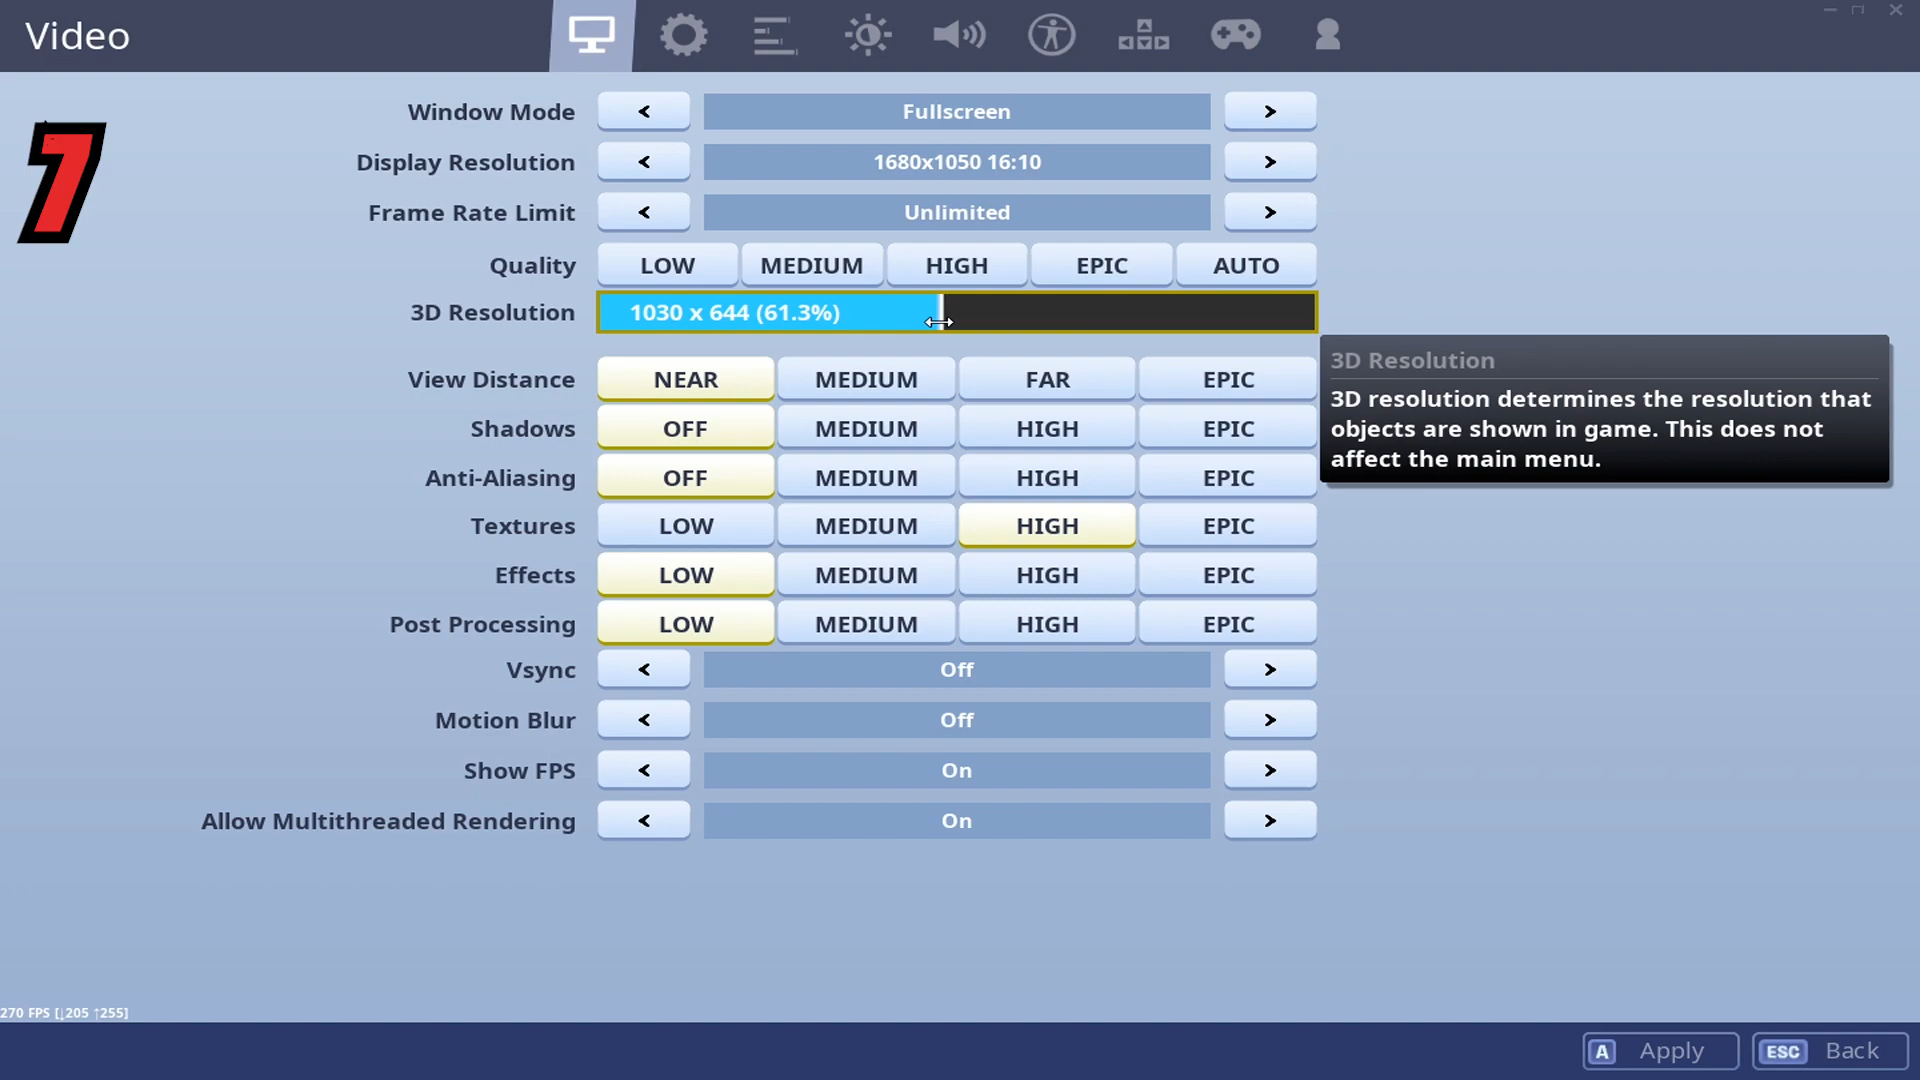 Video
7
Window Mode < Fullscreen >
Display Resolution < 1680x1050 16:10 >
Frame Rate Limit < Unlimited >
Quality LOW MEDIUM HIGH EPIC AUTO
3D Resolution 1030 x 644 (61.3%)
View Distance NEAR MEDIUM FAR EPIC
Shadows OFF MEDIUM HIGH EPIC
Anti-Aliasing OFF MEDIUM HIGH EPIC
Textures LOW MEDIUM HIGH EPIC
Effects LOW MEDIUM HIGH EPIC
Post Processing LOW MEDIUM HIGH EPIC
Vsync < Off >
Motion Blur < Off >
Show FPS < On >
Allow Multithreaded Rendering < On >
3D Resolution
3D resolution determines the resolution that
objects are shown in game. This does not
affect the main menu.
270 FPS [↓205 ↑255]
A Apply ESC Back